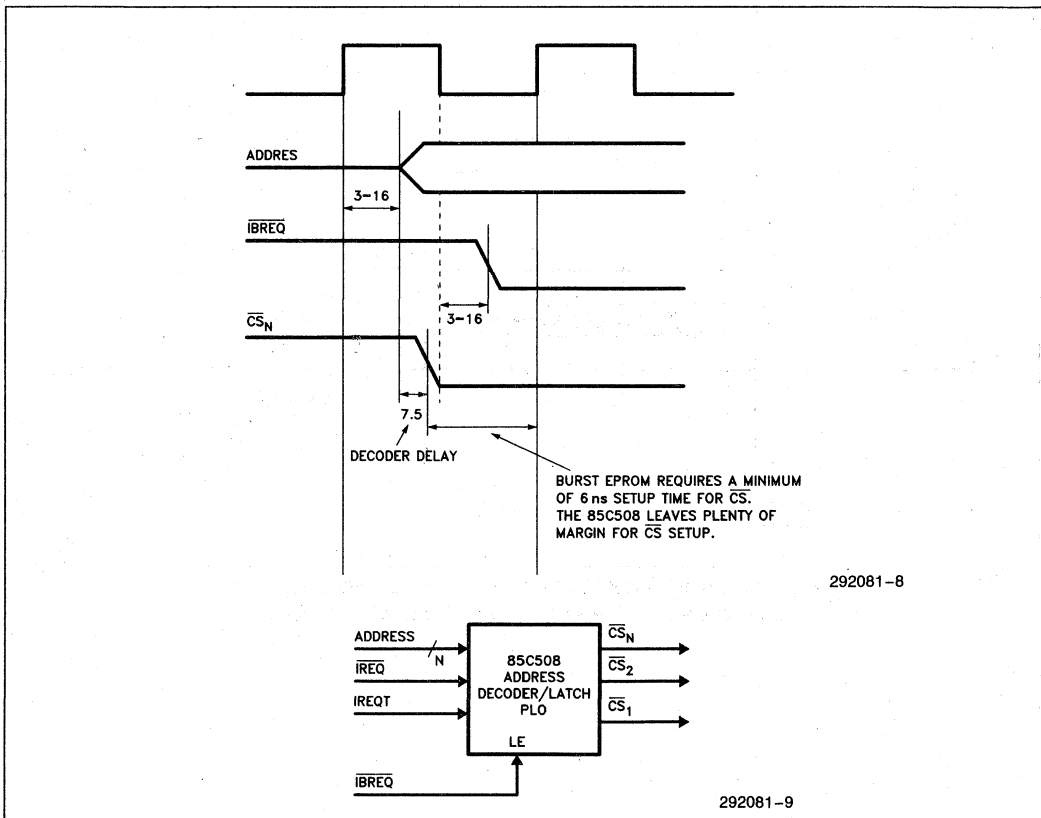 ADDRES
3-16
IBREQ
3-16
CS_N
7.5
DECODER DELAY
BURST EPROM REQUIRES A MINIMUM
OF 6 ns SETUP TIME FOR CS.
THE 85C508 LEAVES PLENTY OF
MARGIN FOR CS SETUP.
292081-8
ADDRESS
N
IREQ
IREQT
IBREQ
85C508
ADDRESS
DECODER/LATCH
PLO
LE
CS_N
CS_2
CS_1
292081-9